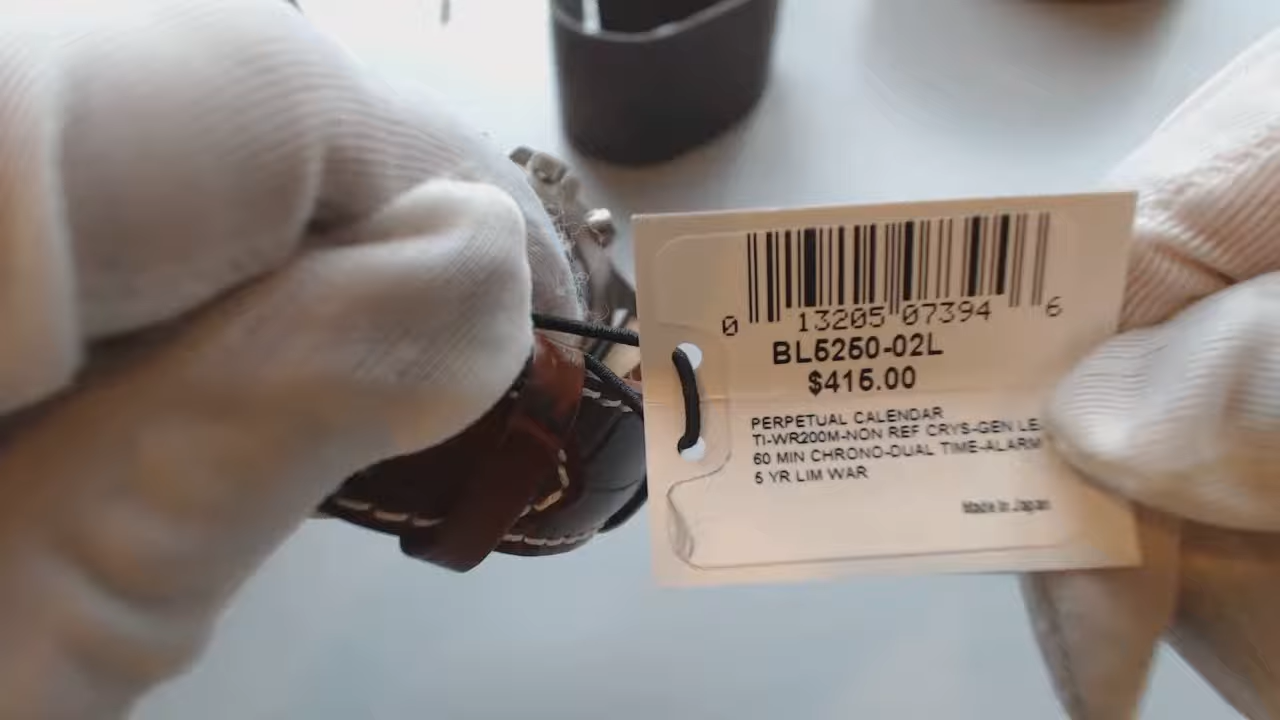 0 13205 07394 6
BL5250-02L
$415.00
PERPETUAL CALENDAR
TI-WR200M-NON REF CRYS-GEN LE
60 MIN CHRONO-DUAL TIME-ALARM
5 YR LIM WAR
Made in Japan